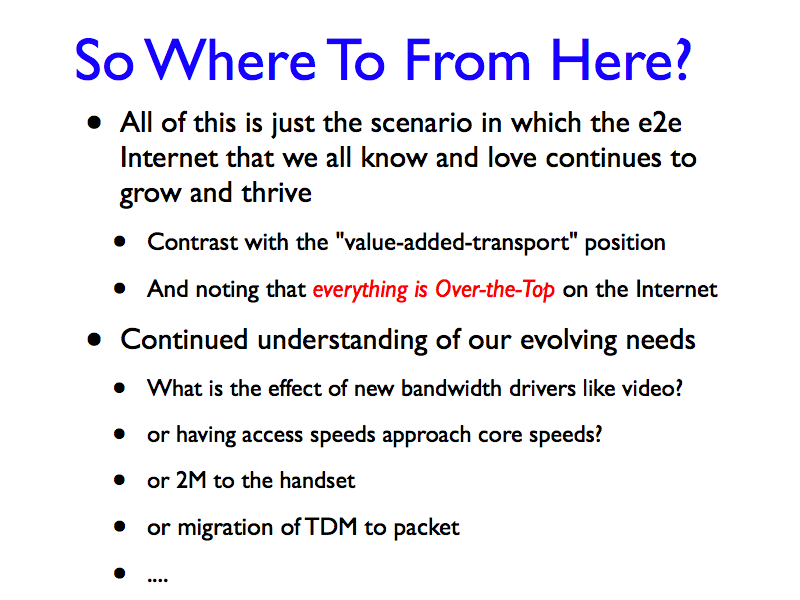 So Where To From Here?
• All of this is just the scenario in which the e2e
Internet that we all know and love continues to
grow and thrive
• Contrast with the "value-added-transport" position
• And noting that everything is Over-the-Top on the Internet
• Continued understanding of our evolving needs
• What is the effect of new bandwidth drivers like video?
• or having access speeds approach core speeds?
• or 2M to the handset
• or migration of TDM to packet
• ....